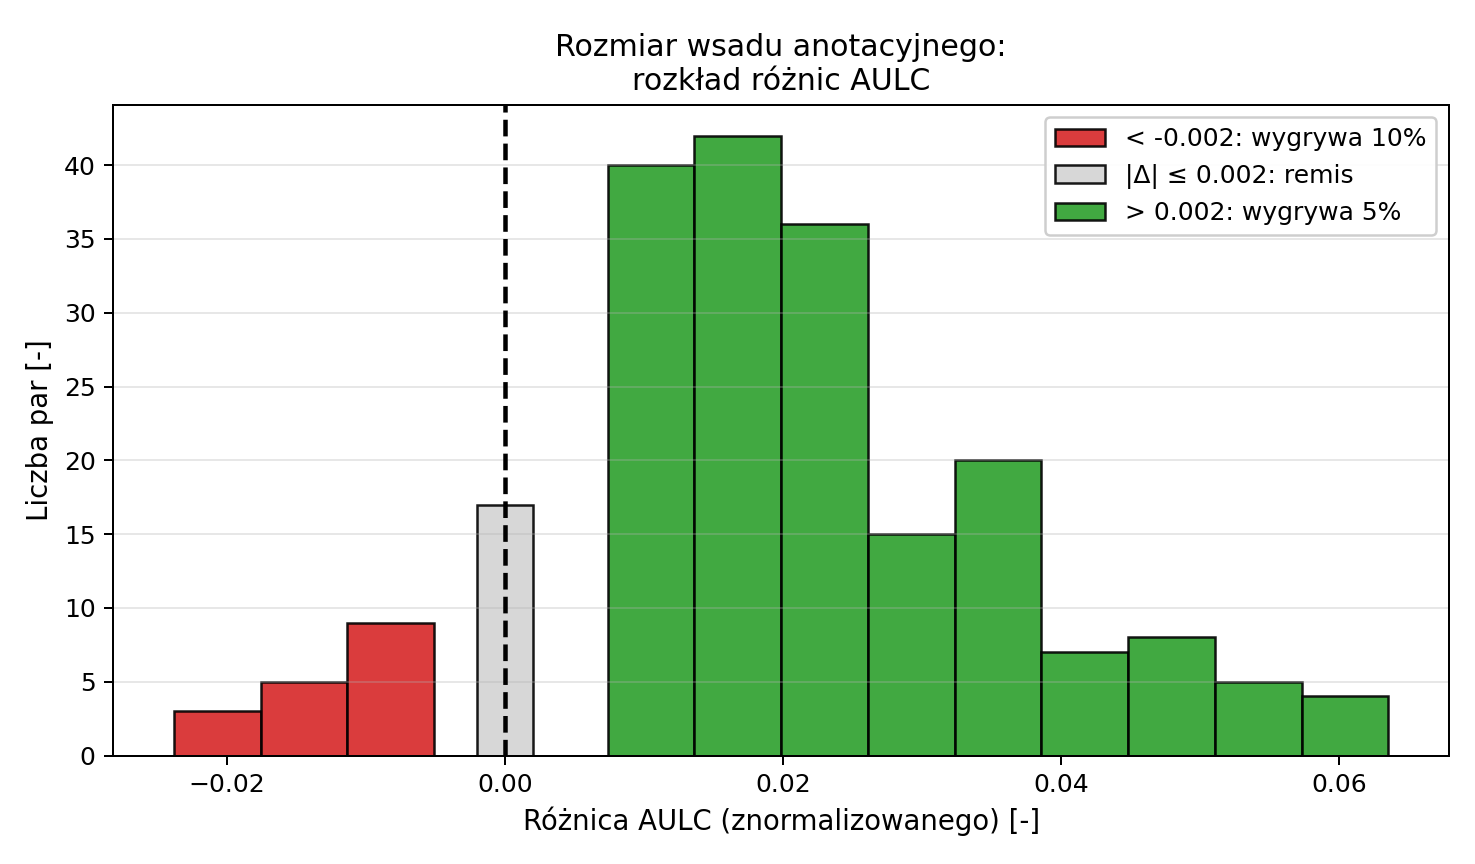 Rozmiar wsadu anotacyjnego:
rozkład różnic AULC
< -0.002: wygrywa 10%
|Δ| ≤ 0.002: remis
> 0.002: wygrywa 5%
Liczba par [-]
40
35
30
25
20
15
10
5
0
−0.02
0.00
0.02
0.04
0.06
Różnica AULC (znormalizowanego) [-]